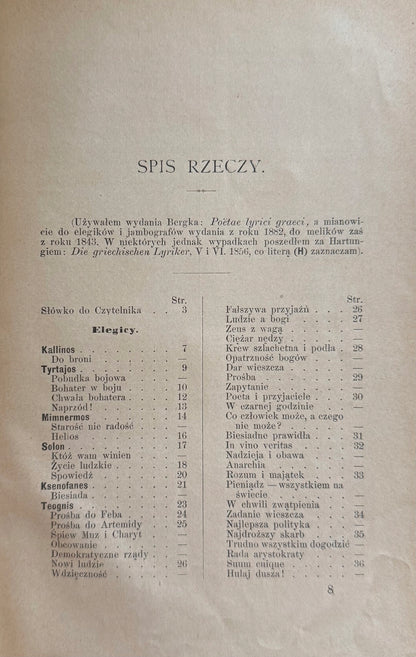 SPIS RZECZY.
(Używałem wydania Bergka: Poëtae lyrici graeci, a mianowi-
cie do elegików i jambografów wydania z roku 1882, do melików zaś
z roku 1843. W niektórych jednak wypadkach poszedłem za Hartun-
giem: Die griechischen Lyriker, V i VI. 1856, co literą (H) zaznaczam).
Str.
Słówko do Czytelnika . . 3
Elegicy.
Kallinos . . . . . . . . 7
Do broni . . . . . . . —
Tyrtajos . . . . . . . . 9
Pobudka bojowa . . . . —
Bohater w boju . . . . 10
Chwała bohatera . . . . 12
Naprzód! . . . . . . . 13
Mimnermos . . . . . . . 14
Starość nie radość . . . —
Helios . . . . . . . . 16
Solon . . . . . . . . . 17
Któż wam winien . . . —
Życie ludzkie . . . . . 18
Spowiedź . . . . . . . 20
Ksenofanes . . . . . . . 21
Biesiada . . . . . . . —
Teognis . . . . . . . . 23
Prośba do Feba . . . . 24
Prośba do Artemidy . . 25
Śpiew Muz i Charyt . . —
Obcowanie . . . . . . —
Demokratyczne rządy . . —
Nowi ludzie . . . . . 26
Wdzięczność . . . . . —
Str.
Fałszywa przyjaźń . . . 26
Ludzie a bogi . . . . 27
Zeus z wagą . . . . . —
Ciężar nędzy . . . . . —
Krew szlachetna i podła . 28
Opatrzność bogów . . . —
Dar wieszcza . . . . . —
Prośba . . . . . . . 29
Zapytanie . . . . . . —
Poeta i przyjaciele . . . 30
W czarnej godzinie . . —
Co człowiek może, a czego
nie może? . . . . . —
Biesiadne prawidła . . . 31
In vino veritas . . . . 32
Nadzieja i obawa . . . —
Anarchia . . . . . . —
Rozum i majątek . . . 33
Pieniądz — wszystkiem na
świecie . . . . . . —
W chwili zwątpienia . . —
Zadanie wieszcza . . . 34
Najlepsza polityka . . . —
Najdroższy skarb . . . 35
Trudno wszystkim dogodzić —
Rada arystokraty . . . —
Suum cuique . . . . . 36
Hulaj dusza! . . . . . —
8